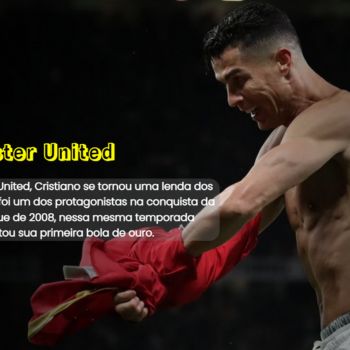 ster United
United, Cristiano se tornou uma lenda dos
foi um dos protagonistas na conquista da
ue de 2008, nessa mesma temporada
tou sua primeira bola de ouro.